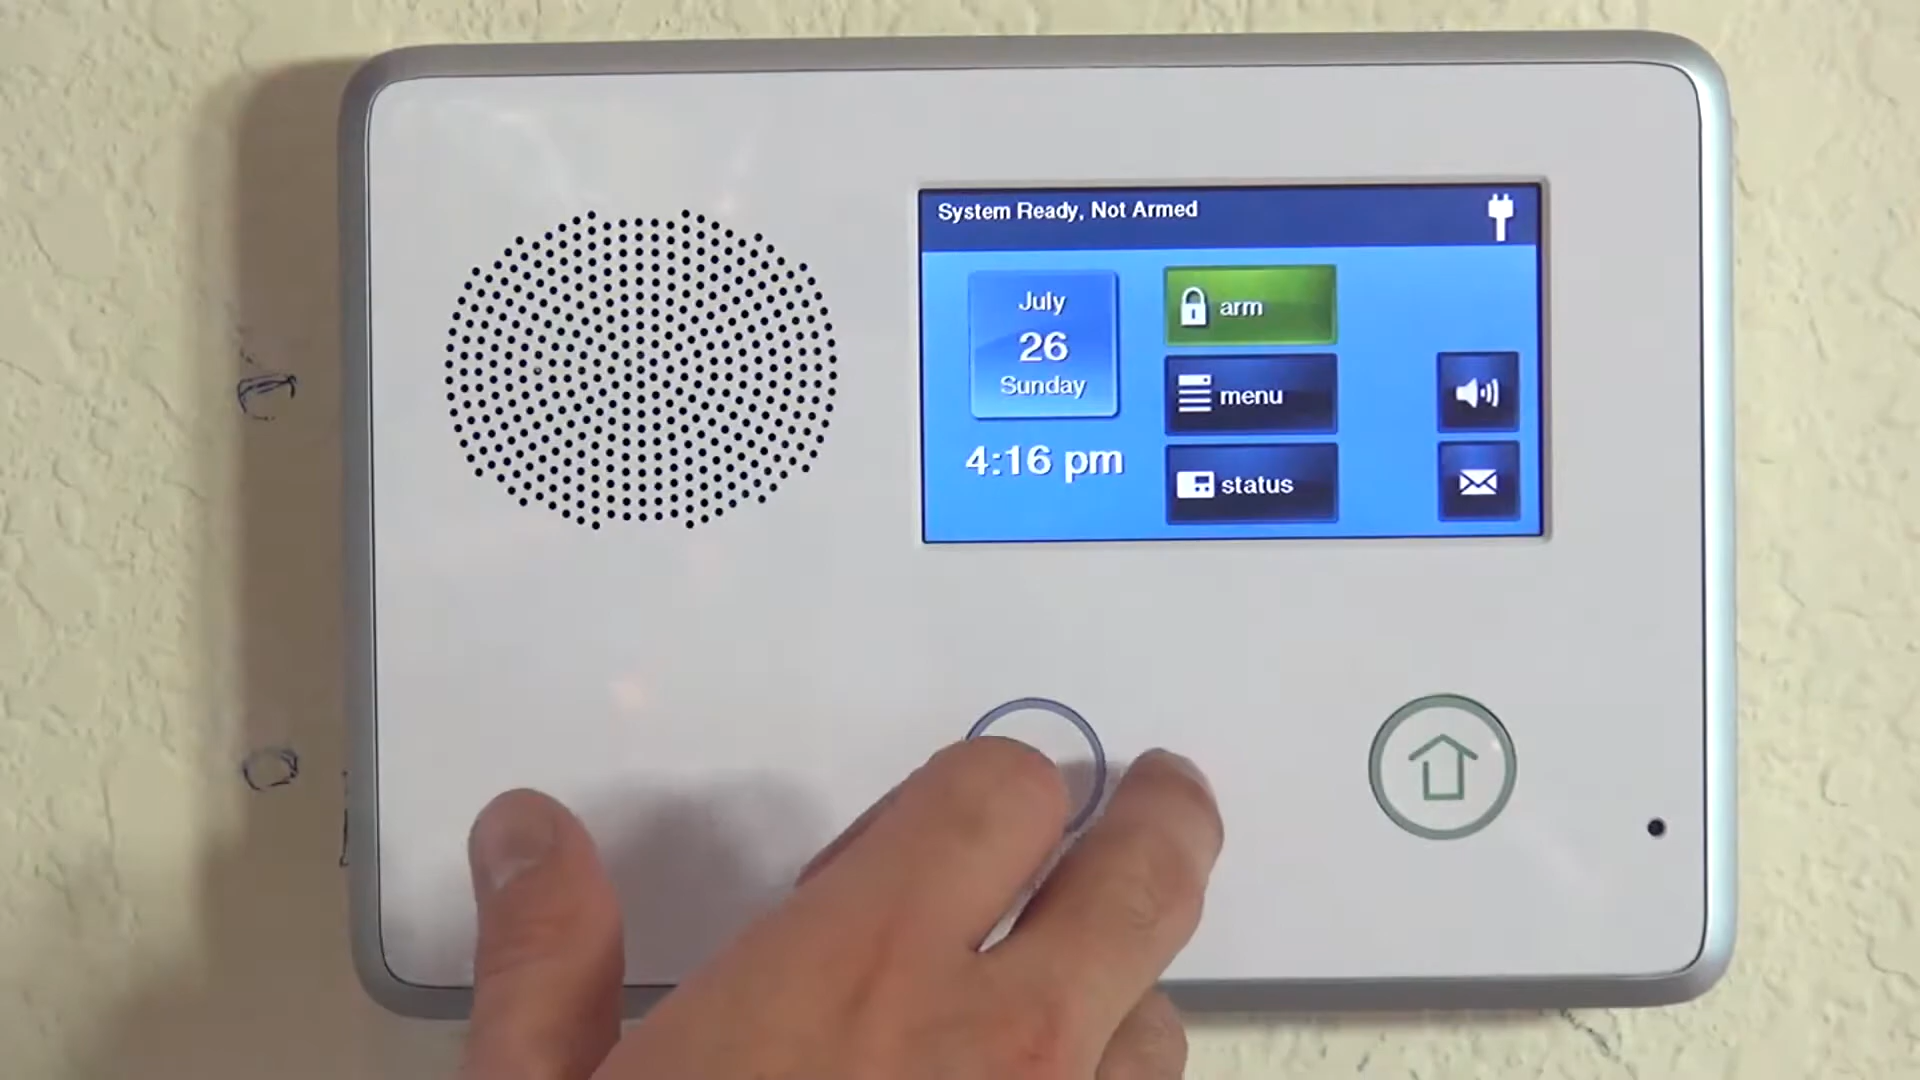 System Ready, Not Armed
July
26
Sunday
4:16 pm
arm
menu
status